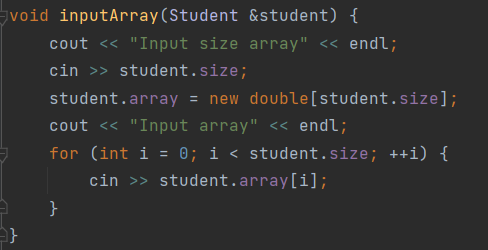 void inputArray(Student &student) {
    cout << "Input size array" << endl;
    cin >> student.size;
    student.array = new double[student.size];
    cout << "Input array" << endl;
    for (int i = 0; i < student.size; ++i) {
        cin >> student.array[i];
    }
}